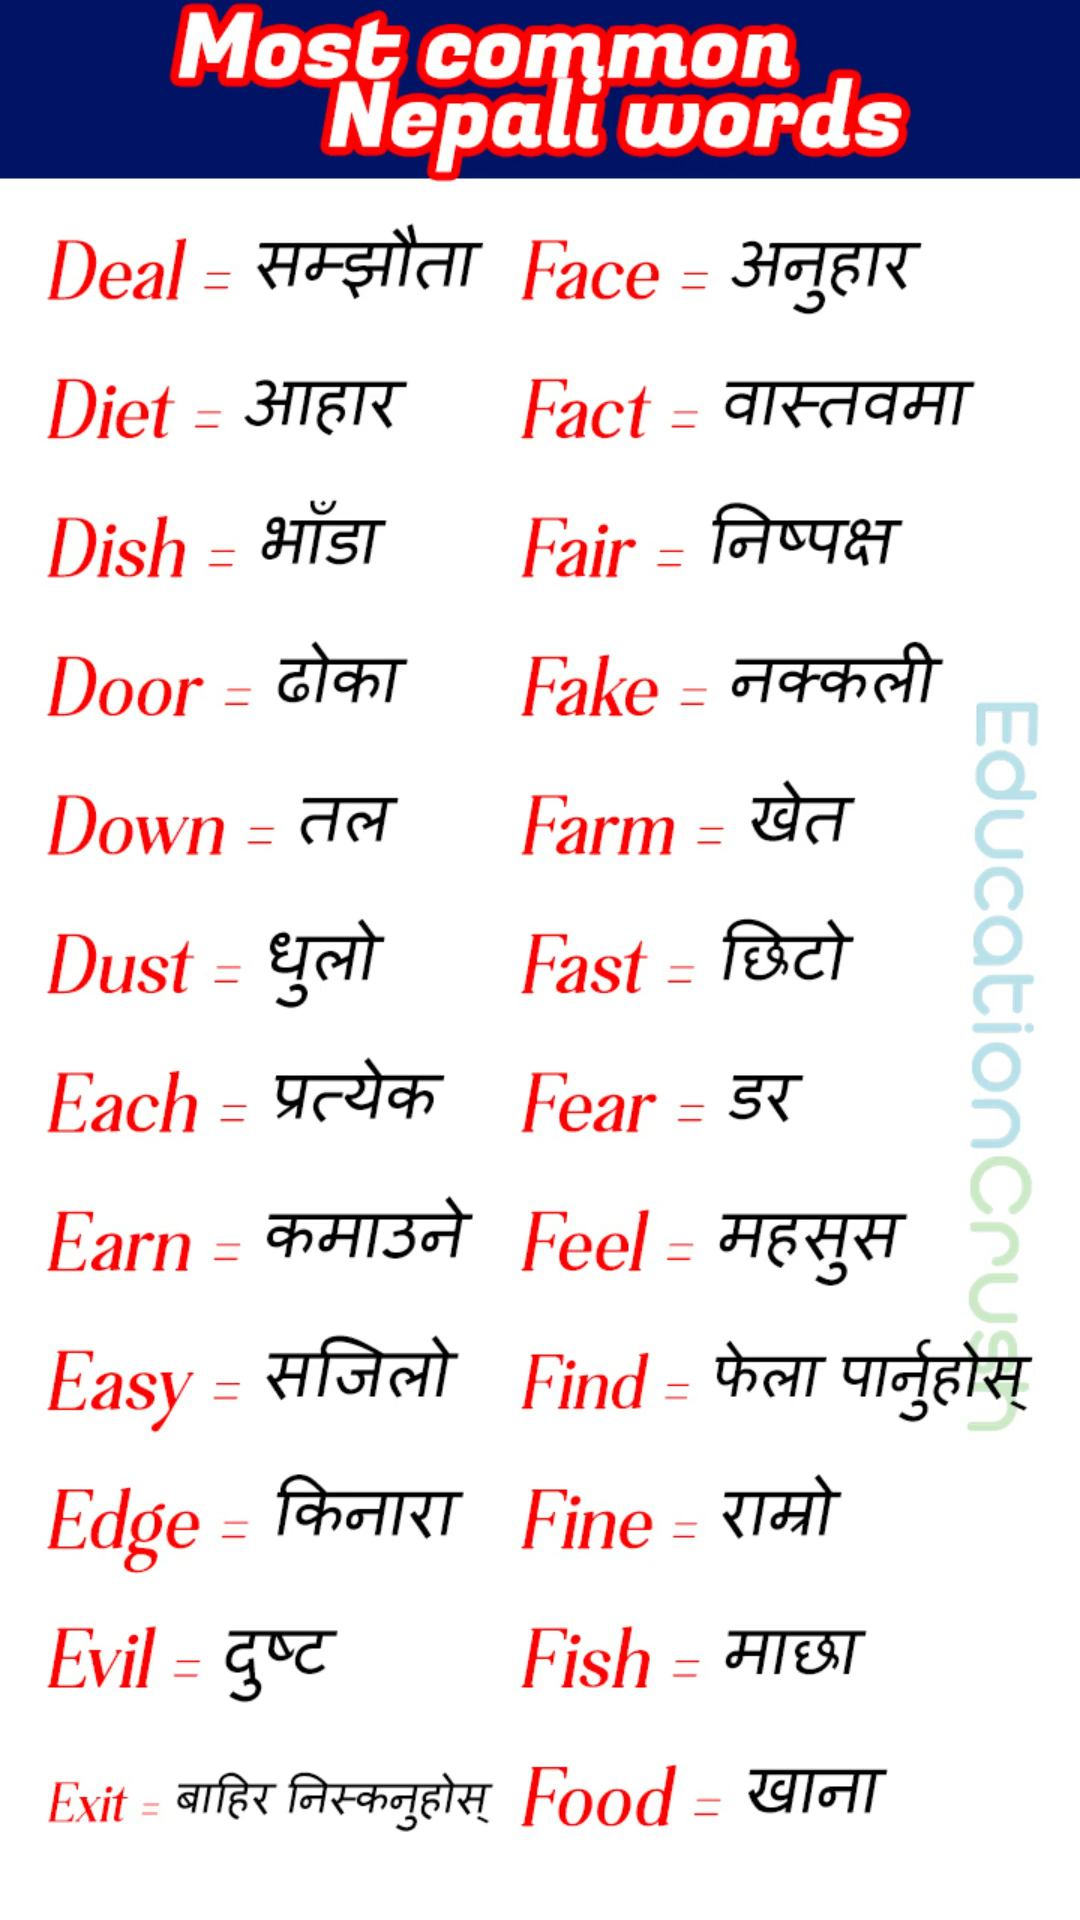 Most common
Nepali words
Deal = सम्झौता
Diet = आहार
Dish = भाँडा
Door = ढोका
Down = तल
Dust = धुलो
Each = प्रत्येक
Earn = कमाउने
Easy = सजिलो
Edge = किनारा
Evil = दुष्ट
Exit = बाहिर निस्कनुहोस्
Face = अनुहार
Fact = वास्तवमा
Fair = निष्पक्ष
Fake = नक्कली
Farm = खेत
Fast = छिटो
Fear = डर
Feel = महसुस
Find = फेला पार्नुहोस्
Fine = राम्रो
Fish = माछा
Food = खाना
EducationCrush